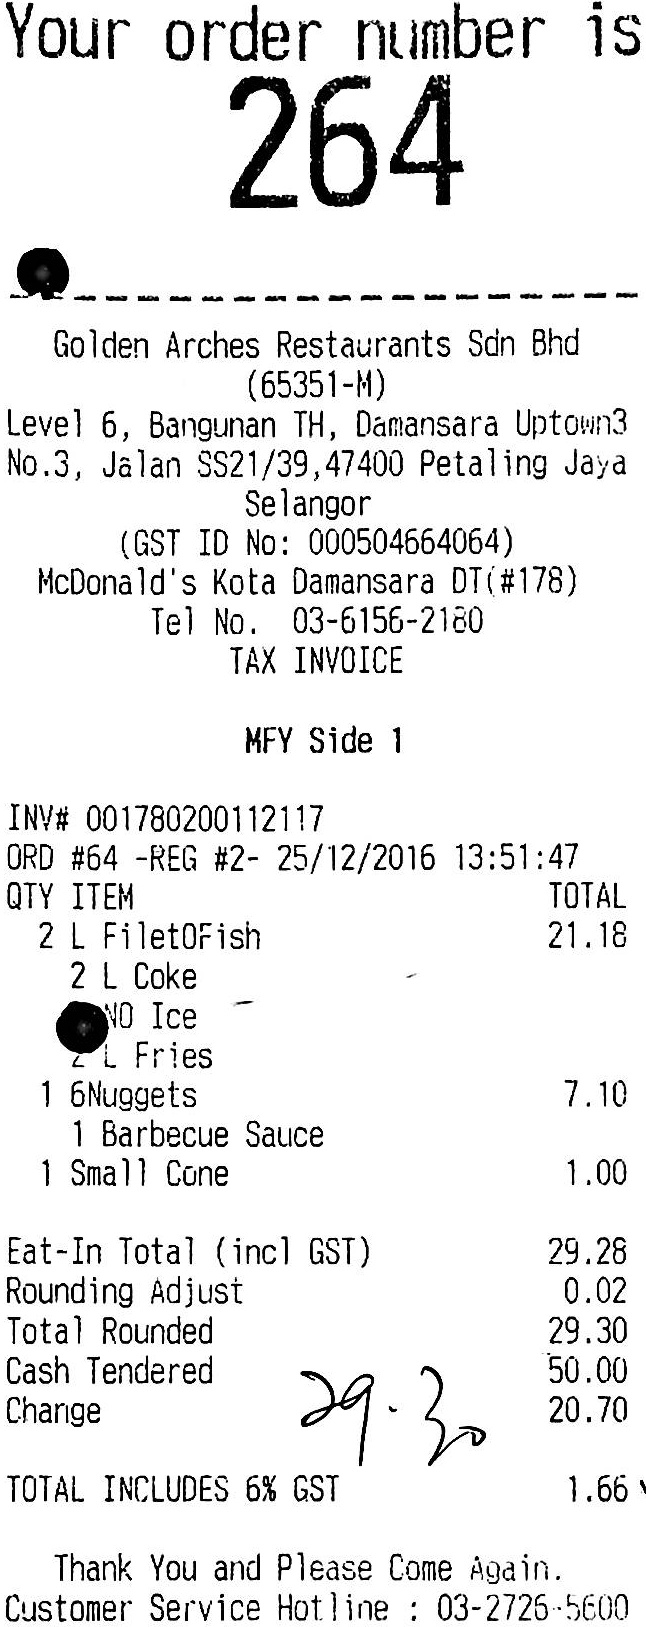 Your order number is
264
Golden Arches Restaurants Sdn Bhd
(65351-M)
Level 6, Bangunan TH, Damansara Uptown3
No.3, Jalan SS21/39,47400 Petaling Jaya
Selangor
(GST ID No: 000504664064)
McDonald's Kota Damansara DT(#178)
Tel No. 03-6156-2180
TAX INVOICE
MFY Side 1
INV# 001780200112117
ORD #64 -REG #2- 25/12/2016 13:51:47
QTY ITEM TOTAL
2 L FiletOFish 21.18
2 L Coke
NO Ice
2 L Fries
1 6Nuggets 7.10
1 Barbecue Sauce
1 Small Cone 1.00
Eat-In Total (incl GST) 29.28
Rounding Adjust 0.02
Total Rounded 29.30
Cash Tendered 50.00
Change 20.70
29.30
TOTAL INCLUDES 6% GST 1.66
Thank You and Please Come Again.
Customer Service Hotline : 03-2726-5600